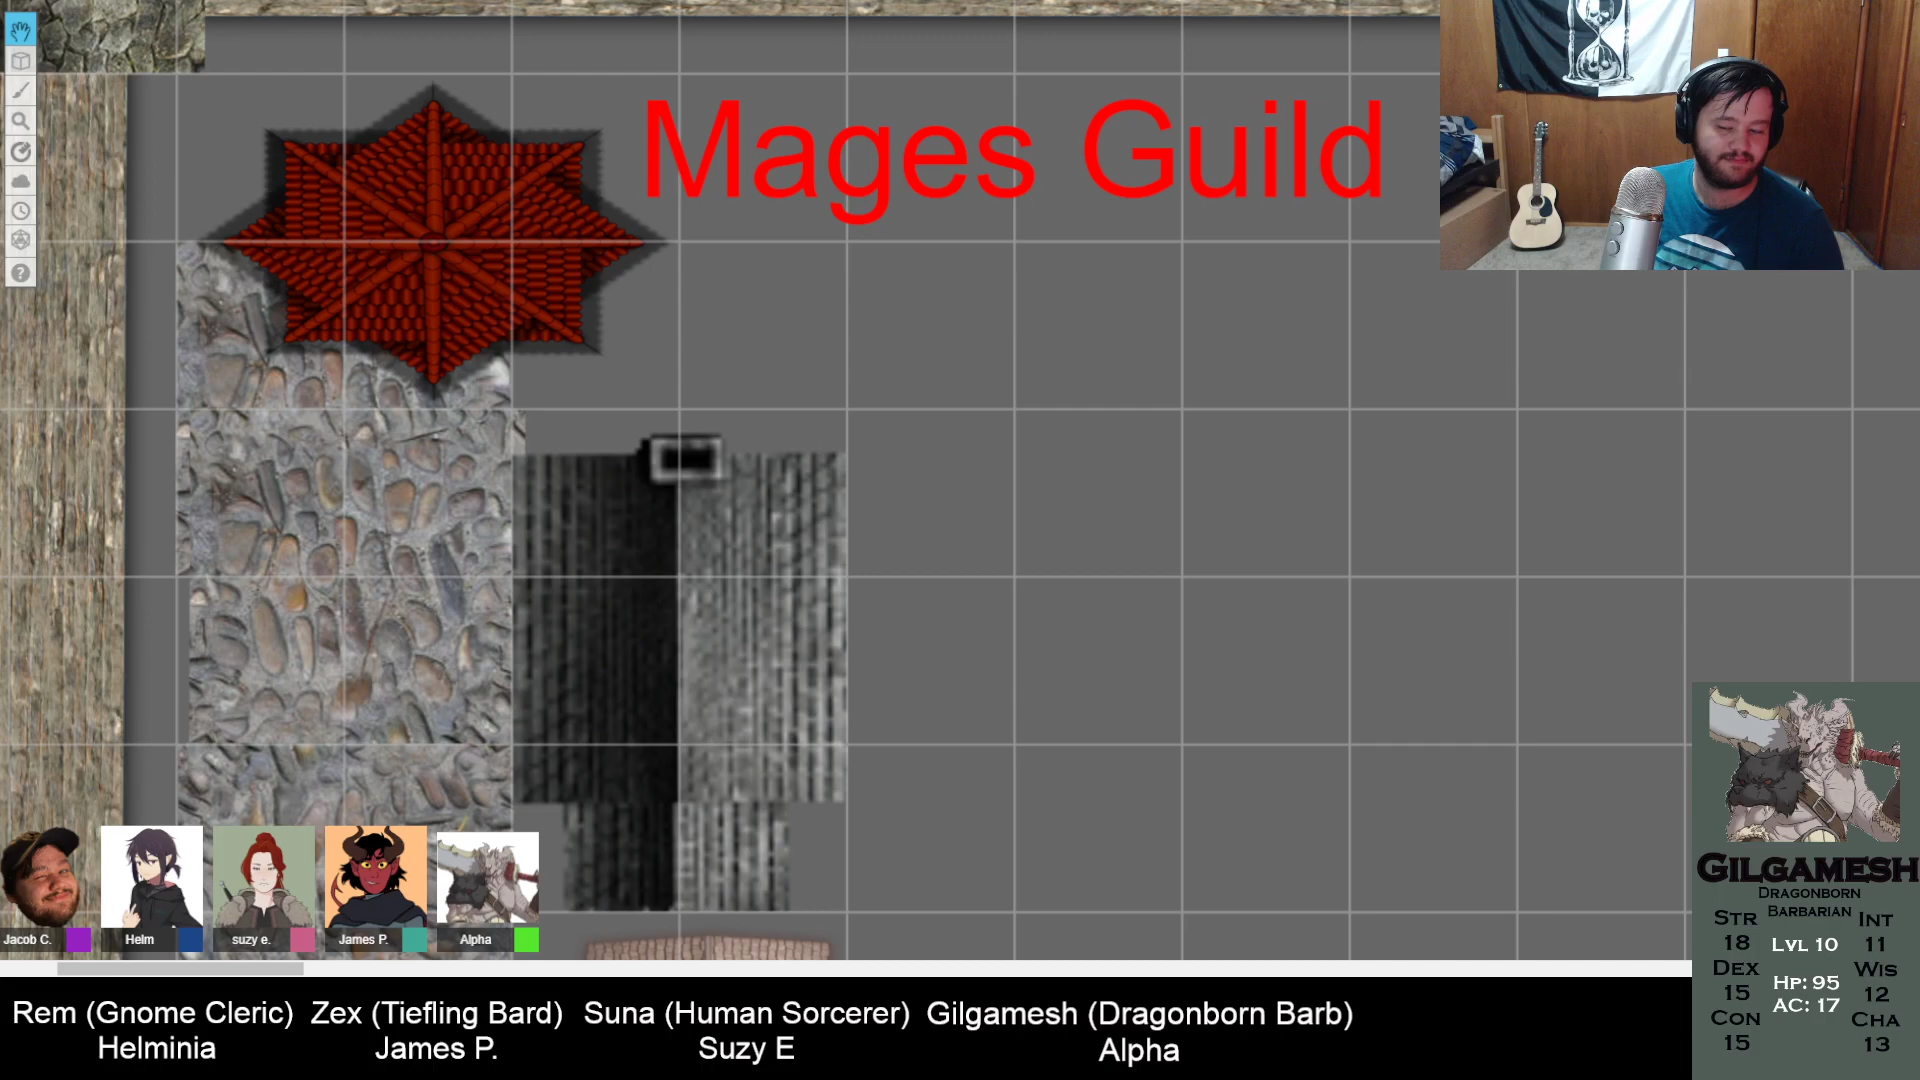 Mages Guild
?
Jacob C.
Helm
suzy e.
James P.
Alpha
Gilgamesh
Dragonborn
Barbarian
Str
18
Dex
15
Con
15
Lvl 10
Hp: 95
AC: 17
Int
11
Wis
12
Cha
13
Rem (Gnome Cleric)
Helminia
Zex (Tiefling Bard)
James P.
Suna (Human Sorcerer)
Suzy E
Gilgamesh (Dragonborn Barb)
Alpha